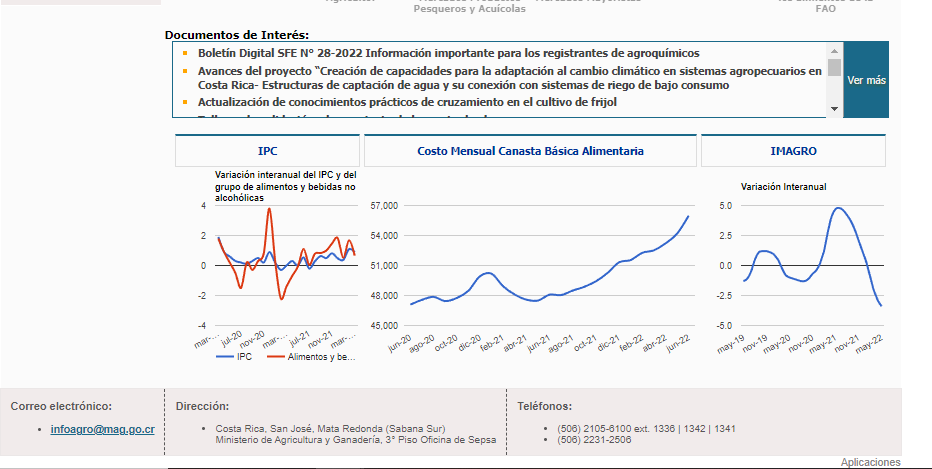 Pesqueros y Acuícolas
FAO
Documentos de Interés:
Boletín Digital SFE N° 28-2022 Información importante para los registrantes de agroquímicos
Avances del proyecto “Creación de capacidades para la adaptación al cambio climático en sistemas agropecuarios en
Costa Rica- Estructuras de captación de agua y su conexión con sistemas de riego de bajo consumo
Actualización de conocimientos prácticos de cruzamiento en el cultivo de frijol
Ver más
IPC
Costo Mensual Canasta Básica Alimentaria
IMAGRO
Variación interanual del IPC y del
grupo de alimentos y bebidas no
alcohólicas
4
2
0
-2
-4
mar-...
jul-20
nov-20
mar-...
jul-21
nov-21
mar-...
IPC
Alimentos y be...
57,000
54,000
51,000
48,000
45,000
jun-20
ago-20
oct-20
dic-20
feb-21
abr-21
jun-21
ago-21
oct-21
dic-21
feb-22
abr-22
jun-22
Variación Interanual
5.0
2.5
0.0
-2.5
-5.0
may-19
nov-19
may-20
nov-20
may-21
nov-21
may-22
Correo electrónico:
infoagro@mag.go.cr
Dirección:
Costa Rica, San José, Mata Redonda (Sabana Sur)
Ministerio de Agricultura y Ganadería, 3° Piso Oficina de Sepsa
Teléfonos:
(506) 2105-6100 ext. 1336 | 1342 | 1341
(506) 2231-2506
Aplicaciones